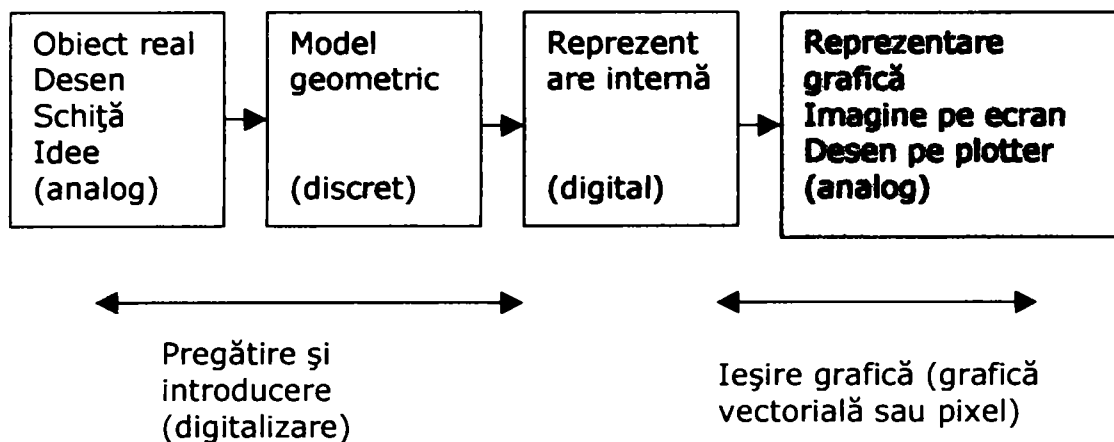 Obiect real
Desen
Schiţă
Idee
(analog)
Model
geometric
(discret)
Reprezent
are internă
(digital)
Reprezentare
grafică
Imagine pe ecran
Desen pe plotter
(analog)
Pregătire şi
introducere
(digitalizare)
Ieşire grafică (grafică
vectorială sau pixel)